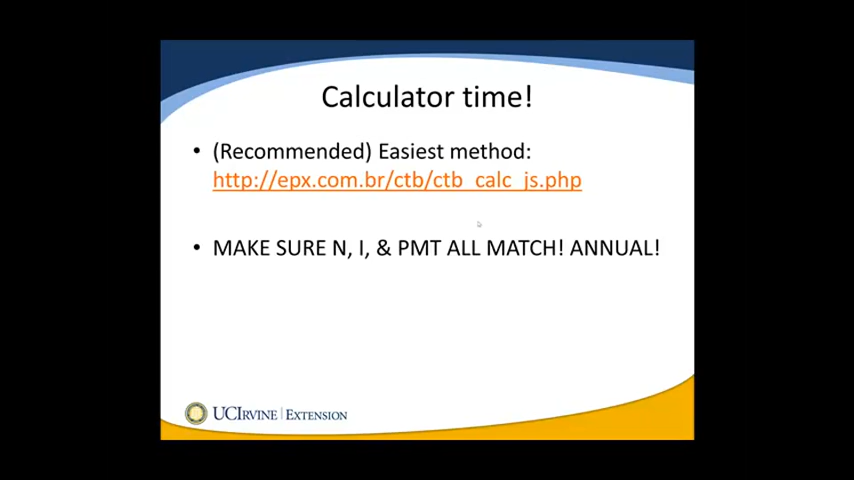 Calculator time!
• (Recommended) Easiest method:
http://epx.com.br/ctb/ctb_calc_js.php
• MAKE SURE N, I, & PMT ALL MATCH! ANNUAL!
UCIRVINE | EXTENSION